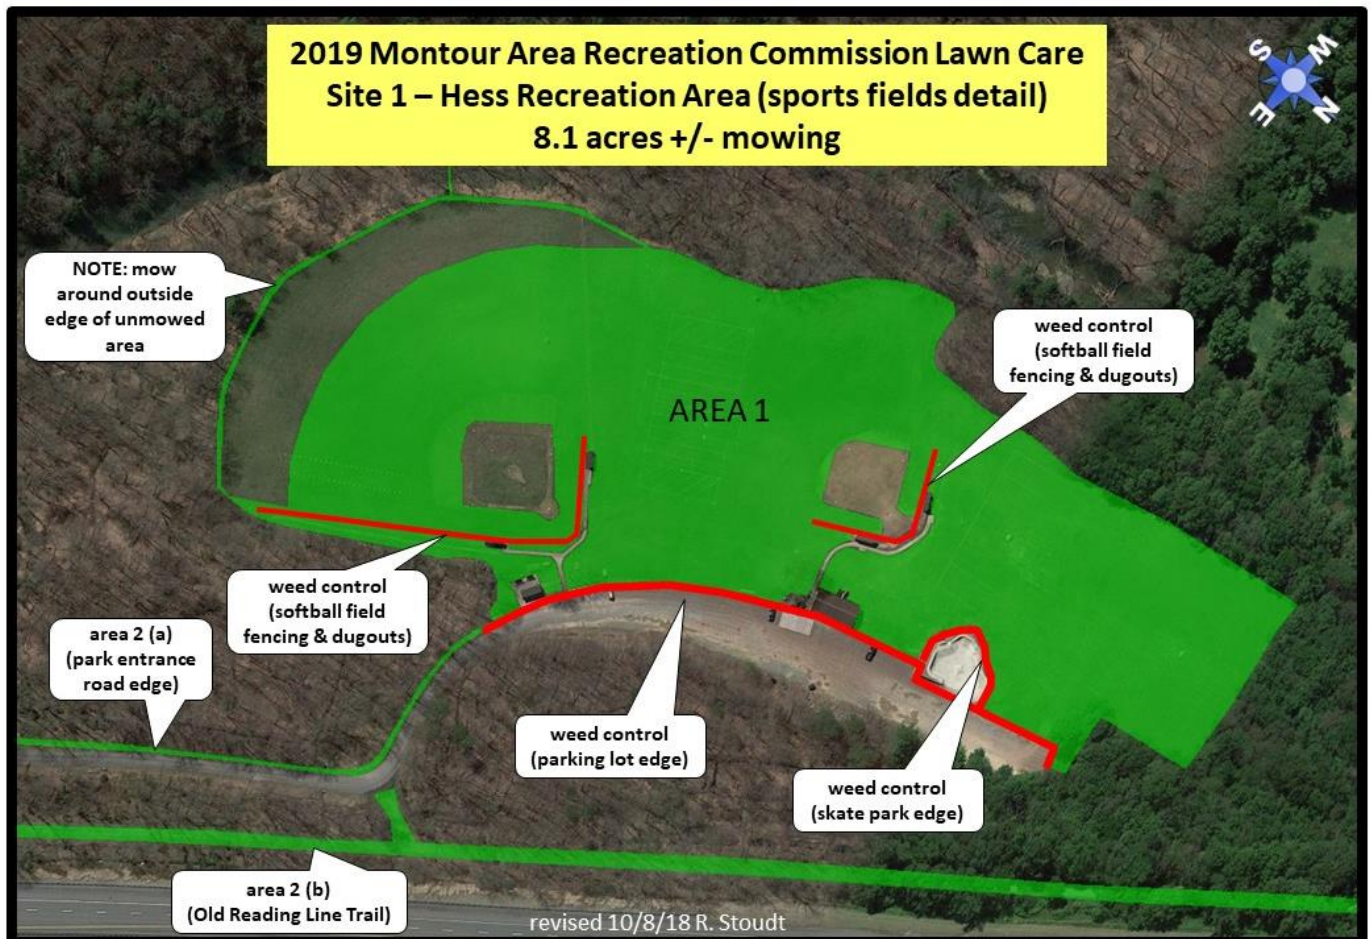 2019 Montour Area Recreation Commission Lawn Care
Site 1 – Hess Recreation Area (sports fields detail)
8.1 acres +/- mowing
S
W
E
N
NOTE: mow
around outside
edge of unmowed
area
weed control
(softball field
fencing & dugouts)
AREA 1
weed control
(softball field
fencing & dugouts)
area 2 (a)
(park entrance
road edge)
weed control
(parking lot edge)
weed control
(skate park edge)
area 2 (b)
(Old Reading Line Trail)
revised 10/8/18 R. Stoudt